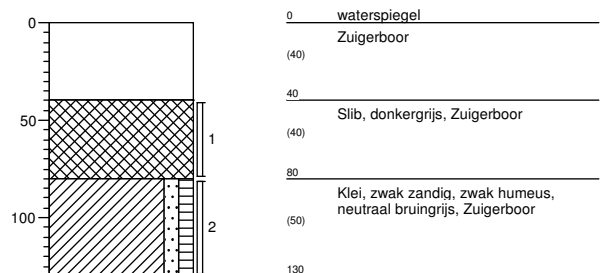 0
50
100
1
2
0 waterspiegel
Zuigerboor
(40)
40
Slib, donkergrijs, Zuigerboor
(40)
80
Klei, zwak zandig, zwak humeus,
neutraal bruingrijs, Zuigerboor
(50)
130